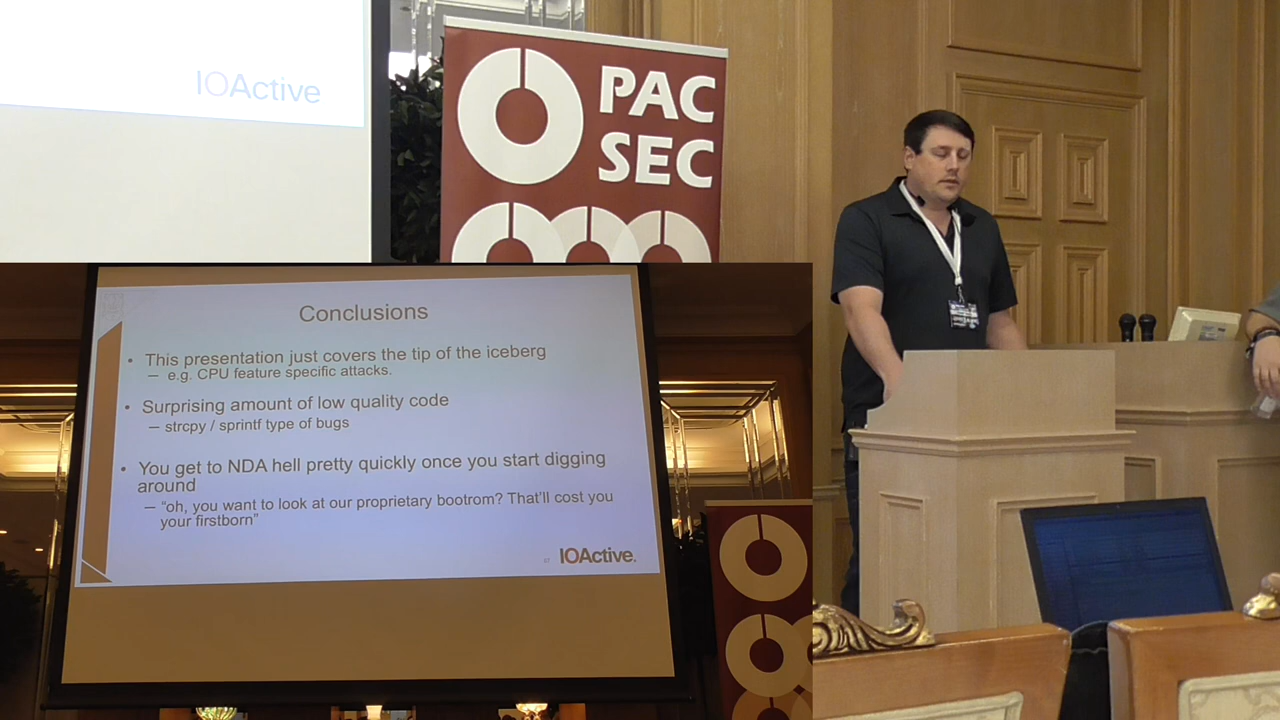 IOActive
PAC
SEC
Conclusions
• This presentation just covers the tip of the iceberg
– e.g. CPU feature specific attacks.
• Surprising amount of low quality code
– strcpy / sprintf type of bugs
• You get to NDA hell pretty quickly once you start digging
around
– “oh, you want to look at our proprietary bootrom? That’ll cost you
your firstborn”
IOActive.